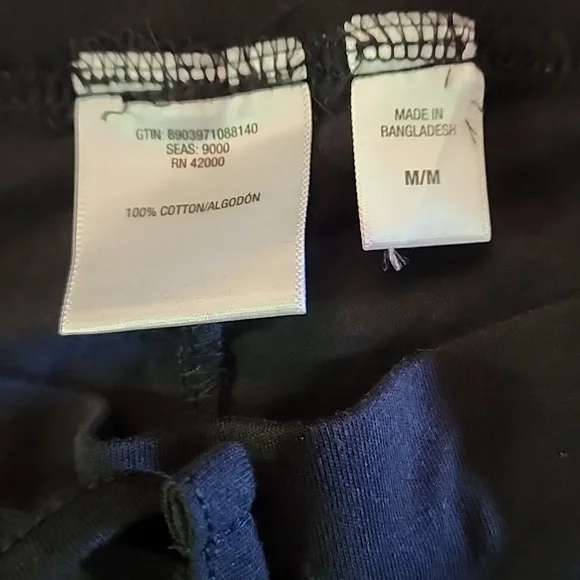 GTIN: 8903971088140
SEAS: 9000
RN 42000
100% COTTON/ALGODÓN
MADE IN
BANGLADESH
M/M